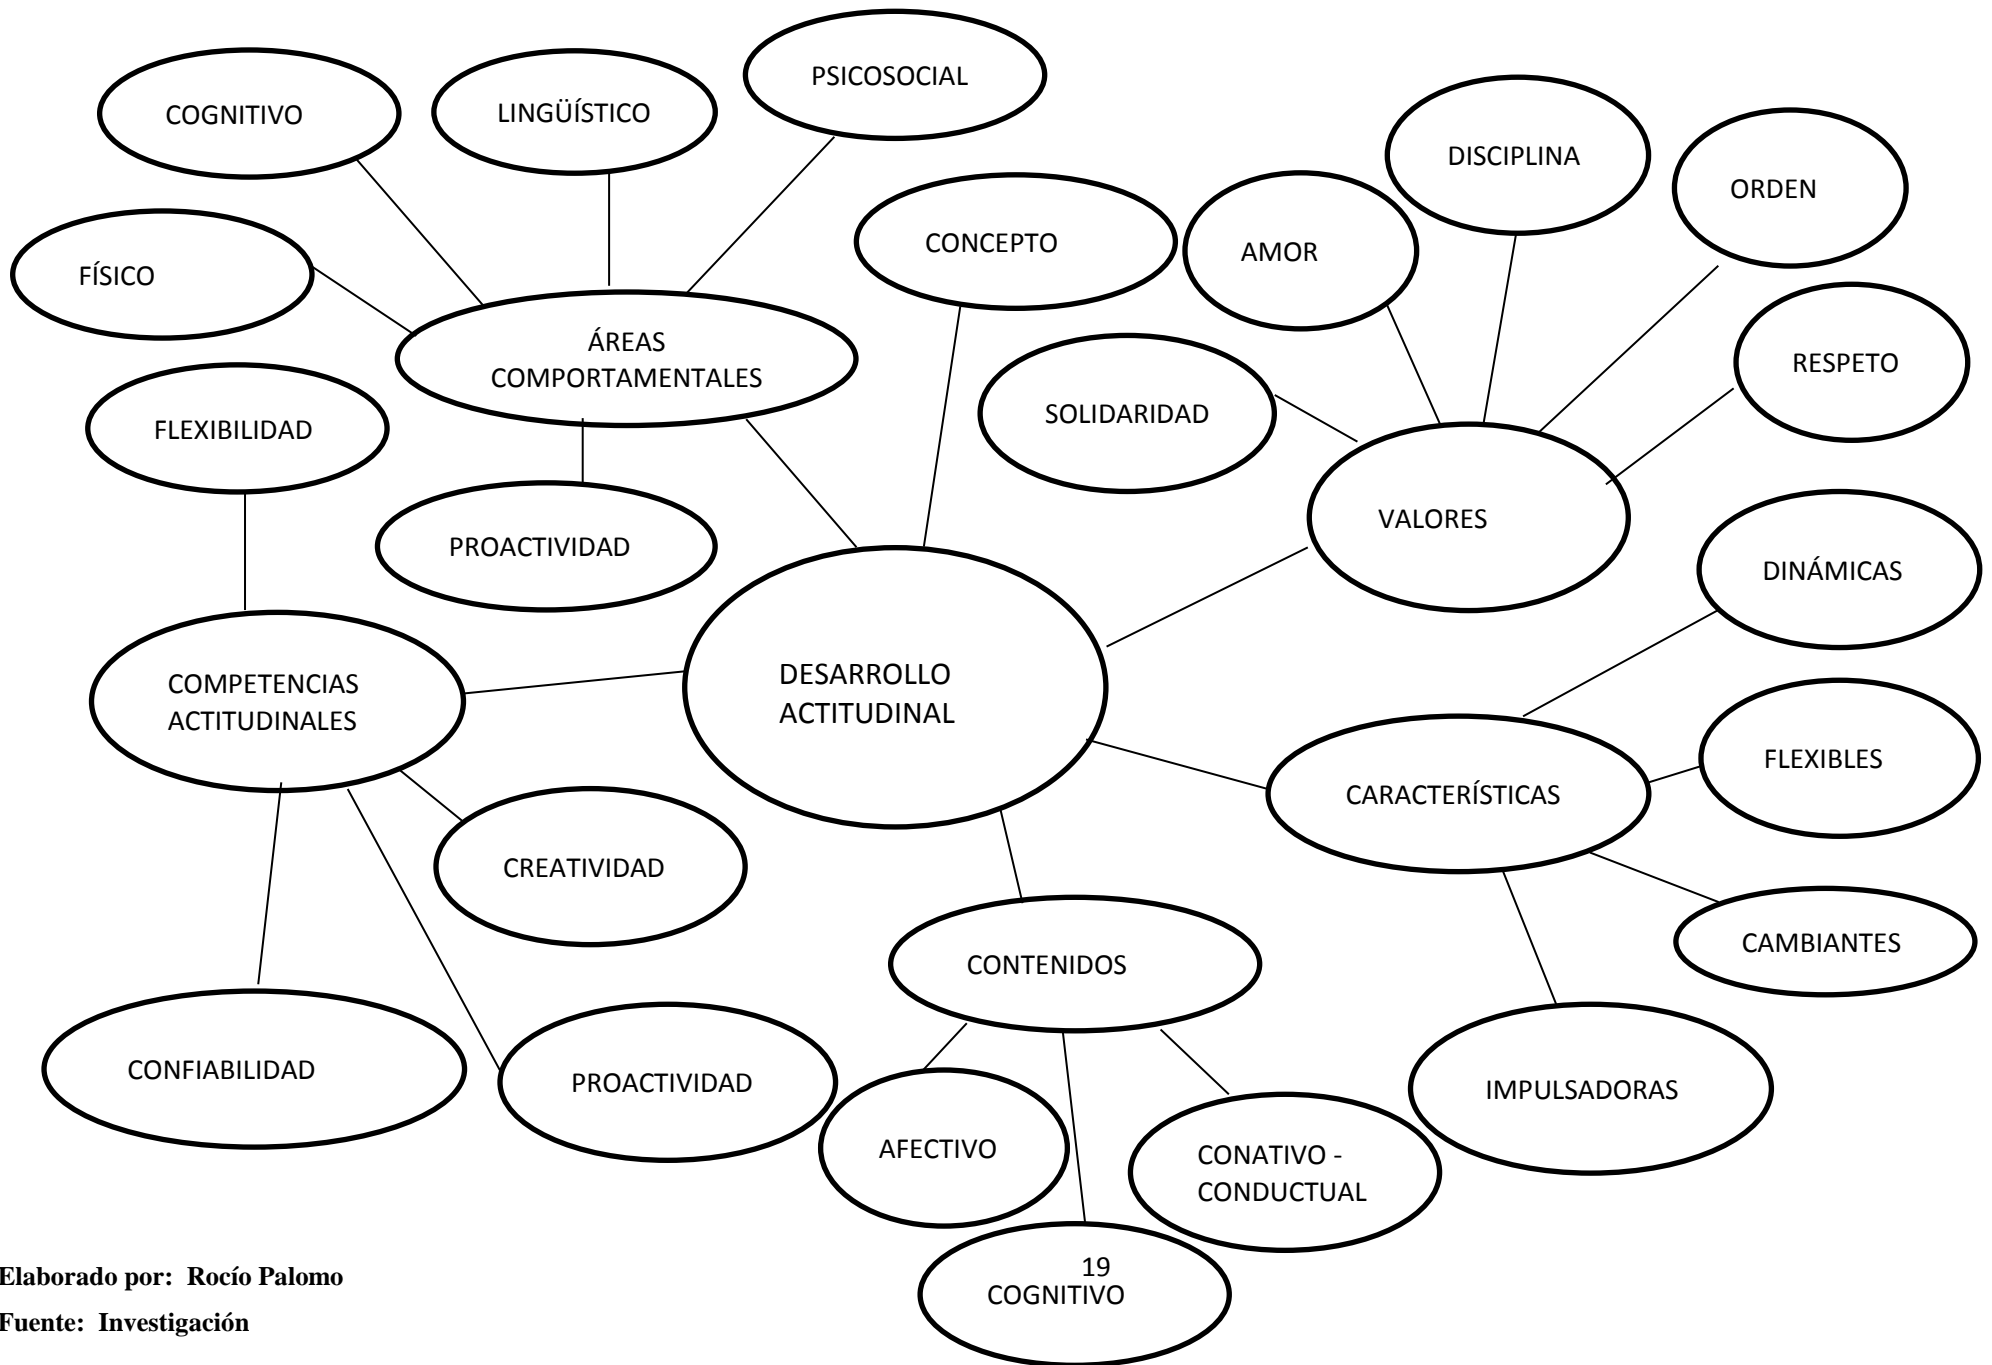 PSICOSOCIAL
COGNITIVO
LINGÜÍSTICO
DISCIPLINA
ORDEN
CONCEPTO
AMOR
FÍSICO
ÁREAS
COMPORTAMENTALES
RESPETO
SOLIDARIDAD
FLEXIBILIDAD
VALORES
PROACTIVIDAD
DINÁMICAS
DESARROLLO
ACTITUDINAL
COMPETENCIAS
ACTITUDINALES
FLEXIBLES
CARACTERÍSTICAS
CREATIVIDAD
CAMBIANTES
CONTENIDOS
CONFIABILIDAD
PROACTIVIDAD
IMPULSADORAS
AFECTIVO
CONATIVO -
CONDUCTUAL
19
COGNITIVO
Elaborado por: Rocío Palomo
Fuente: Investigación